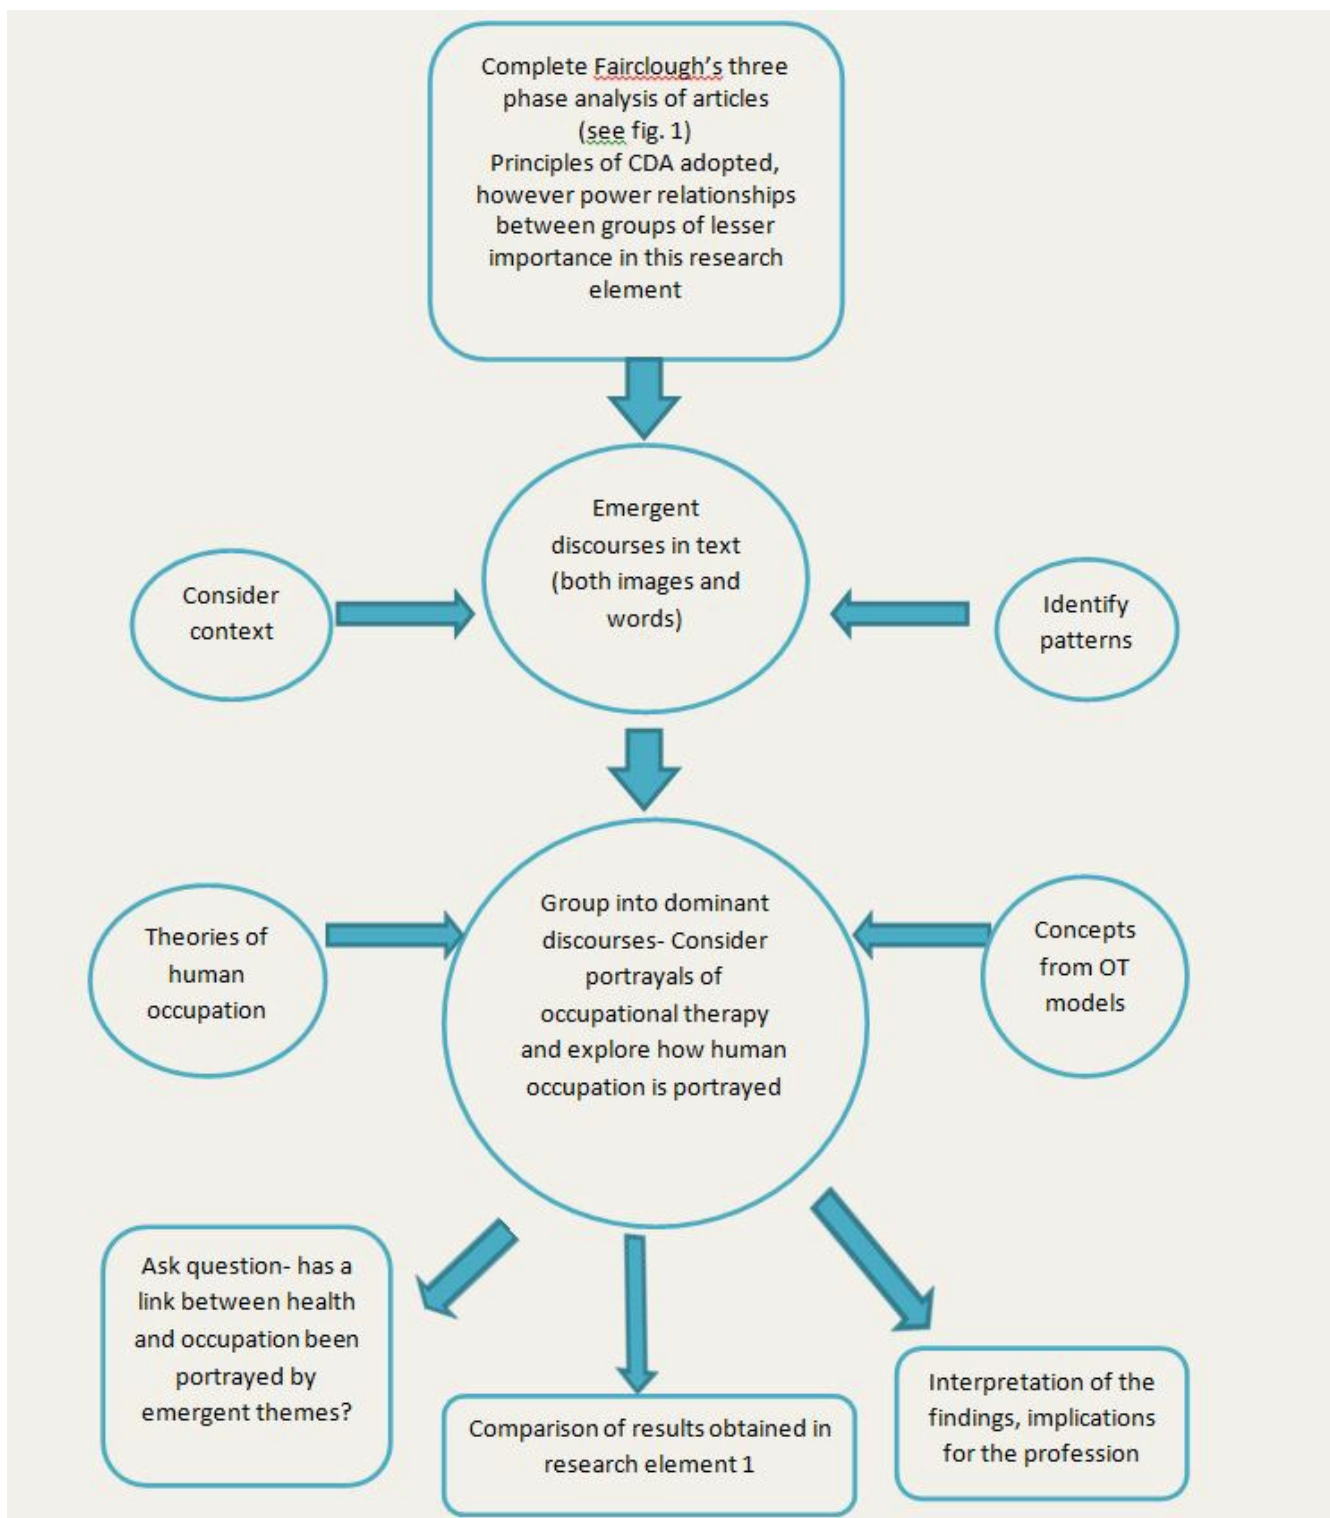 Complete Fairclough's three
phase analysis of articles
(see fig. 1)
Principles of CDA adopted,
however power relationships
between groups of lesser
importance in this research
element
Emergent
discourses in text
(both images and
words)
Consider
context
Identify
patterns
Group into dominant
discourses- Consider
portrayals of
occupational therapy
and explore how human
occupation is portrayed
Theories of
human
occupation
Concepts
from OT
models
Ask question- has a
link between health
and occupation been
portrayed by
emergent themes?
Comparison of results obtained in
research element 1
Interpretation of the
findings, implications
for the profession